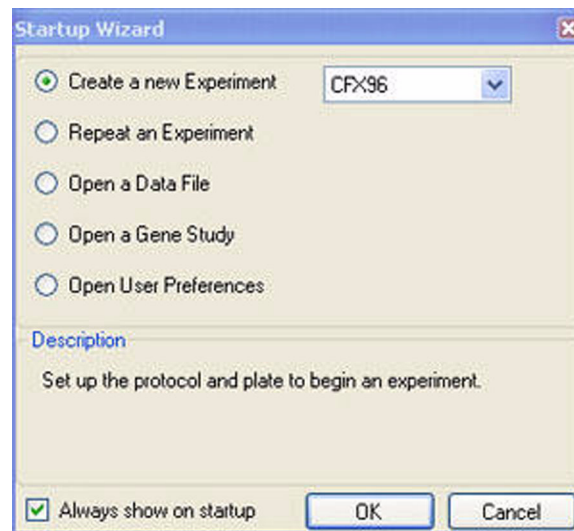 Startup Wizard
Create a new Experiment CFX96
Repeat an Experiment
Open a Data File
Open a Gene Study
Open User Preferences
Description
Set up the protocol and plate to begin an experiment.
Always show on startup OK Cancel